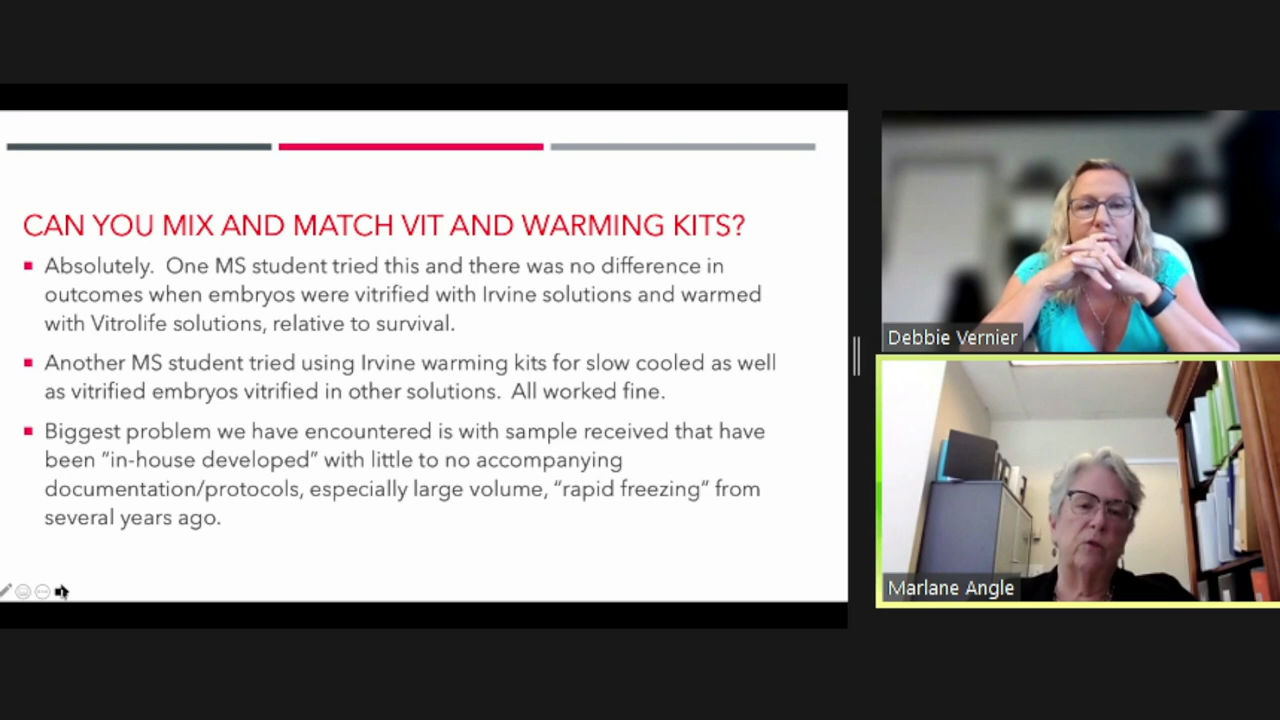 CAN YOU MIX AND MATCH VIT AND WARMING KITS?
Absolutely. One MS student tried this and there was no difference in
outcomes when embryos were vitrified with Irvine solutions and warmed
with Vitrolife solutions, relative to survival.
Another MS student tried using Irvine warming kits for slow cooled as well
as vitrified embryos vitrified in other solutions. All worked fine.
Biggest problem we have encountered is with sample received that have
been “in-house developed” with little to no accompanying
documentation/protocols, especially large volume, “rapid freezing” from
several years ago.
Debbie Vernier
Marlane Angle